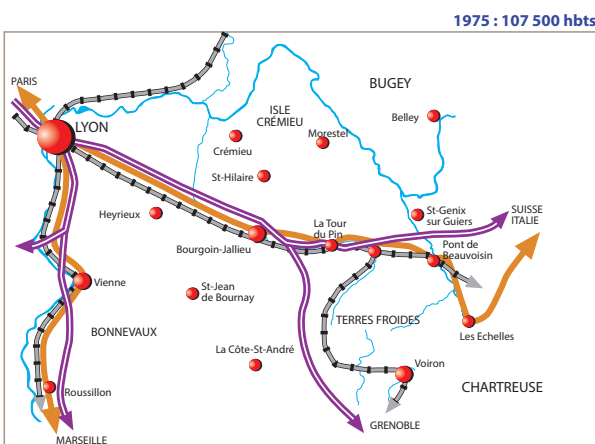 1975 : 107 500 hbts
PARIS
BUGEY
ISLE
CRÉMIEU
Belley
LYON
Crémieu
Morestel
St-Hilaire
Heyrieux
La Tour
du Pin
St-Genix
sur Guiers
SUISSE
ITALIE
Bourgoin-Jallieu
Pont de
Beauvoisin
Vienne
St-Jean
de Bournay
TERRES FROIDES
Les Echelles
BONNEVAUX
La Côte-St-André
Voiron
CHARTREUSE
Roussillon
GRENOBLE
MARSEILLE